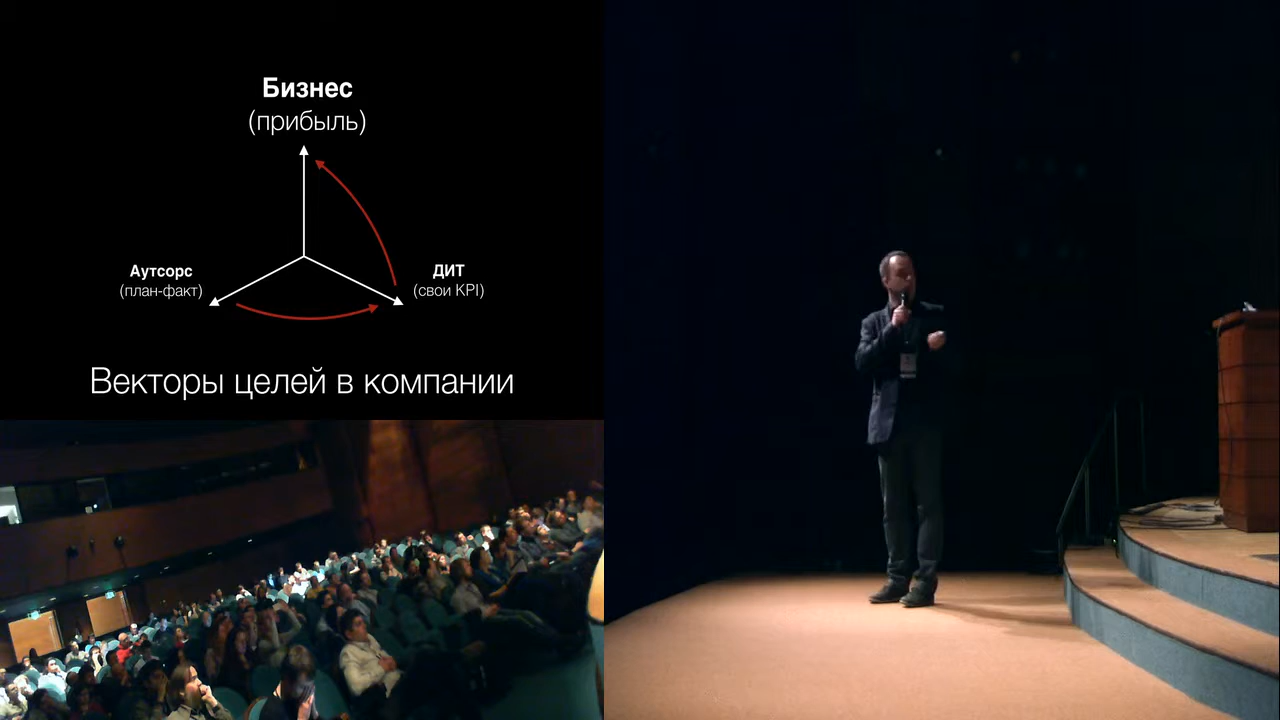 Бизнес
(прибыль)
Аутсорс
(план-факт)
ДИТ
(свои KPI)
Векторы целей в компании